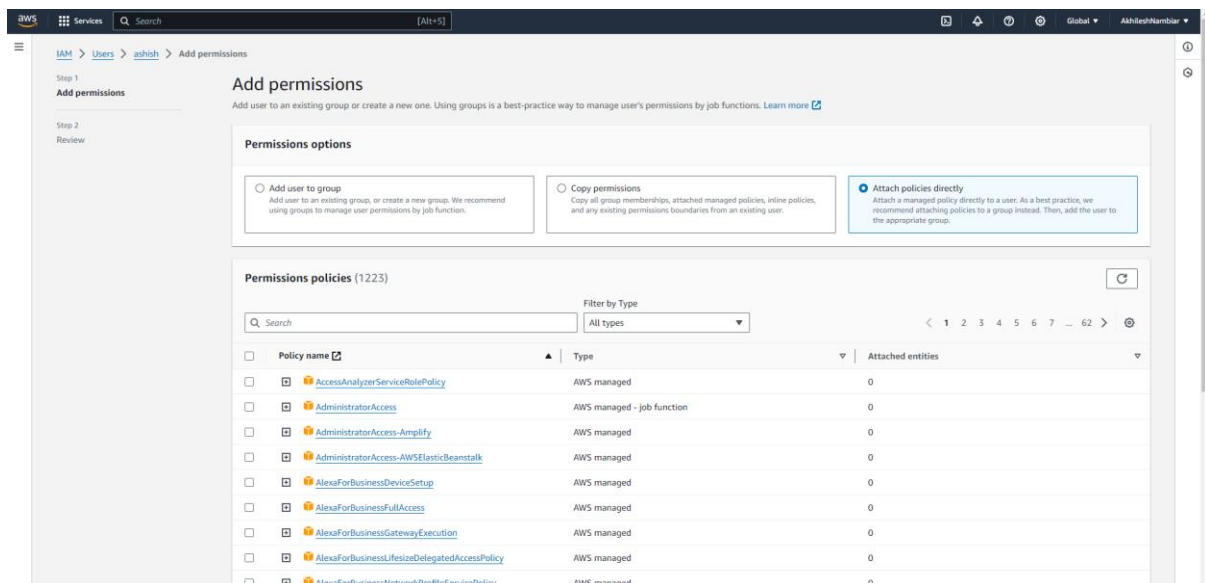 aws Services Search [Alt+S] Global AkhileshNambiar
IAM > Users > ashish > Add permissions
Step 1
Add permissions
Step 2
Review
Add permissions
Add user to an existing group or create a new one. Using groups is a best-practice way to manage user's permissions by job functions. Learn more
Permissions options
Add user to group
Add user to an existing group, or create a new group. We recommend
using groups to manage user permissions by job function.
Copy permissions
Copy all group memberships, attached managed policies, inline policies,
and any existing permissions boundaries from an existing user.
Attach policies directly
Attach a managed policy directly to a user. As a best practice, we
recommend attaching policies to a group instead. Then, add the user to
the appropriate group.
Permissions policies (1223)
Filter by Type
Search All types < 1 2 3 4 5 6 7 ... 62 >
Policy name Type Attached entities
AccessAnalyzerServiceRolePolicy AWS managed 0
AdministratorAccess AWS managed - job function 0
AdministratorAccess-Amplify AWS managed 0
AdministratorAccess-AWSElasticBeanstalk AWS managed 0
AlexaForBusinessDeviceSetup AWS managed 0
AlexaForBusinessFullAccess AWS managed 0
AlexaForBusinessGatewayExecution AWS managed 0
AlexaForBusinessLifesizeDelegatedAccessPolicy AWS managed 0
AlexaForBusinessNetworkProfileServicePolicy AWS managed 0